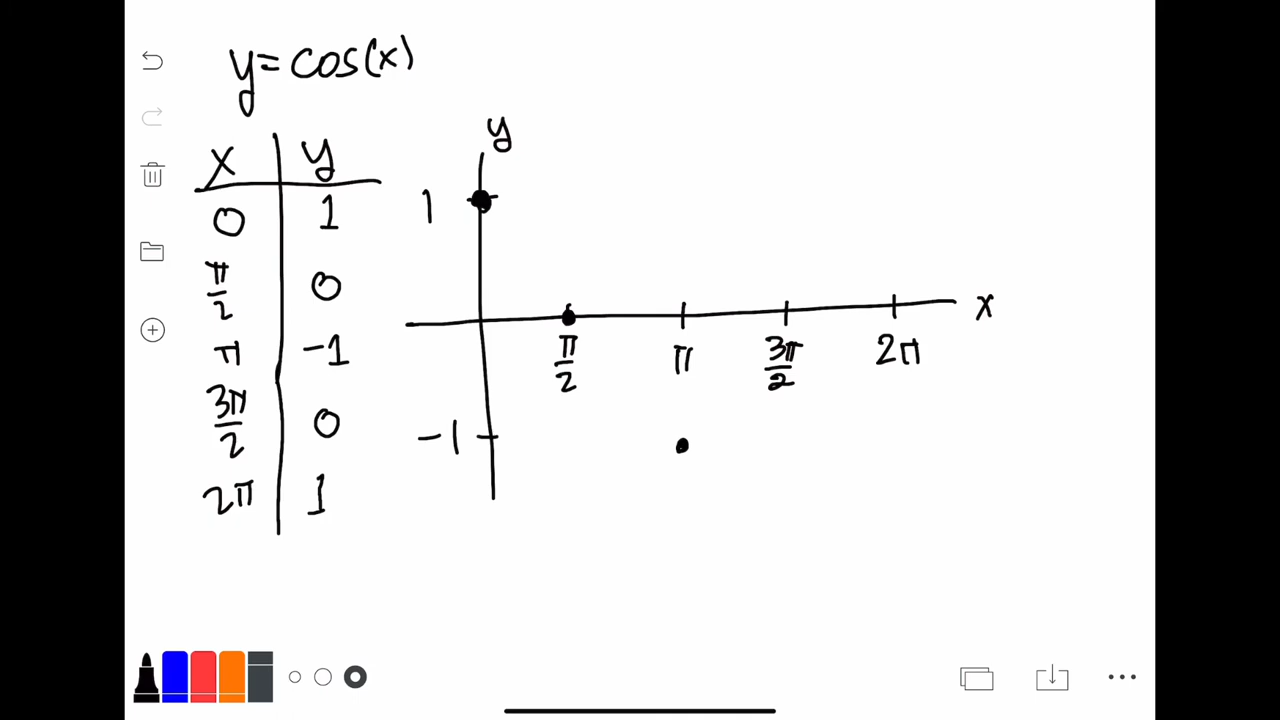 y = cos(x)
x y
0 1
π/2 0
π -1
3π/2 0
2π 1
y
1
x
π/2 π 3π/2 2π
-1